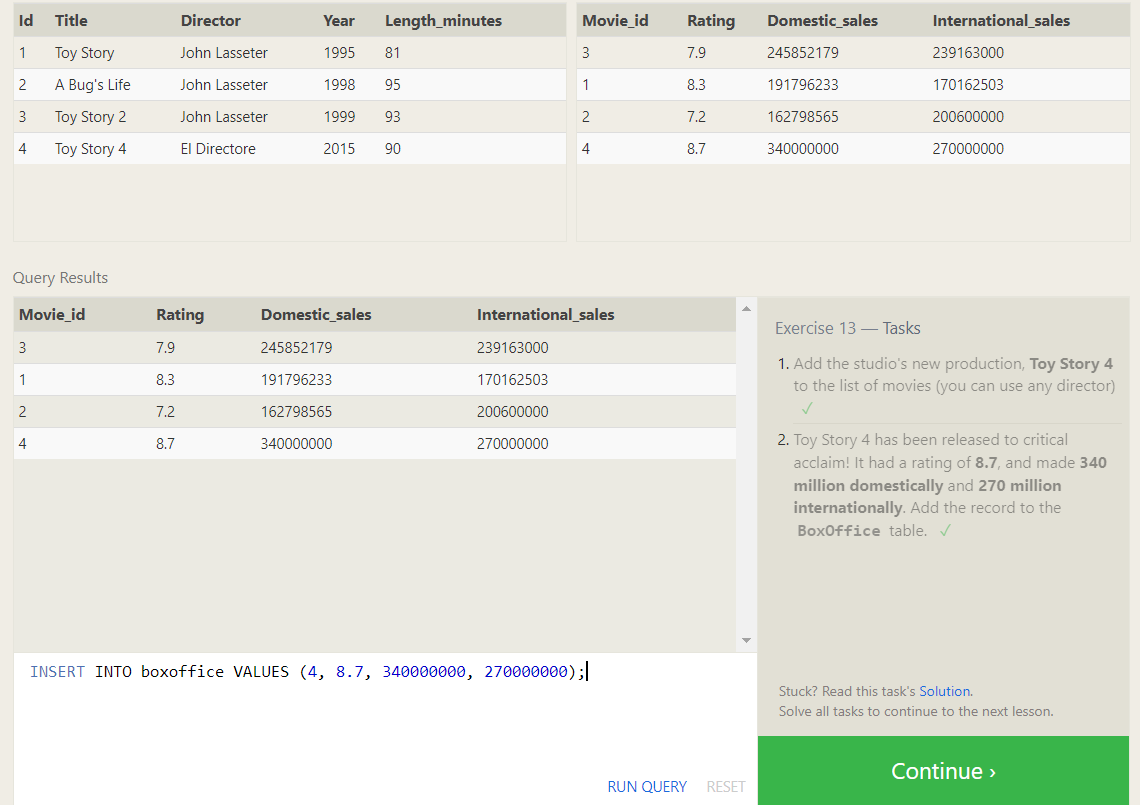 Id Title Director Year Length_minutes
1 Toy Story John Lasseter 1995 81
2 A Bug's Life John Lasseter 1998 95
3 Toy Story 2 John Lasseter 1999 93
4 Toy Story 4 El Directore 2015 90
Movie_id Rating Domestic_sales International_sales
3 7.9 245852179 239163000
1 8.3 191796233 170162503
2 7.2 162798565 200600000
4 8.7 340000000 270000000
Query Results
Movie_id Rating Domestic_sales International_sales
3 7.9 245852179 239163000
1 8.3 191796233 170162503
2 7.2 162798565 200600000
4 8.7 340000000 270000000
INSERT INTO boxoffice VALUES (4, 8.7, 340000000, 270000000);
RUN QUERY RESET
Exercise 13 — Tasks
1. Add the studio's new production, Toy Story 4
to the list of movies (you can use any director)
✓
2. Toy Story 4 has been released to critical
acclaim! It had a rating of 8.7, and made 340
million domestically and 270 million
internationally. Add the record to the
BoxOffice table. ✓
Stuck? Read this task's Solution.
Solve all tasks to continue to the next lesson.
Continue ›